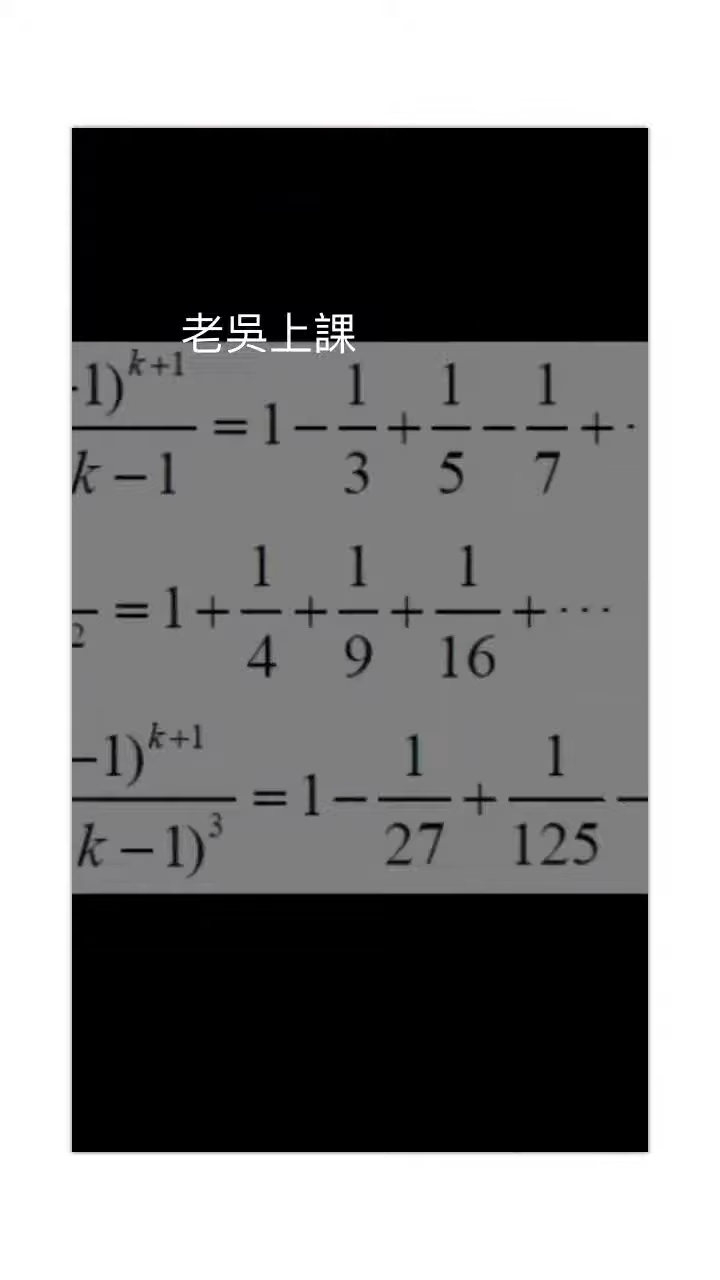 老吳上課
-1)^{k+1} / k-1 = 1 - 1/3 + 1/5 - 1/7 + ·
/ 2 = 1 + 1/4 + 1/9 + 1/16 + ···
-1)^{k+1} / k-1)^3 = 1 - 1/27 + 1/125 -